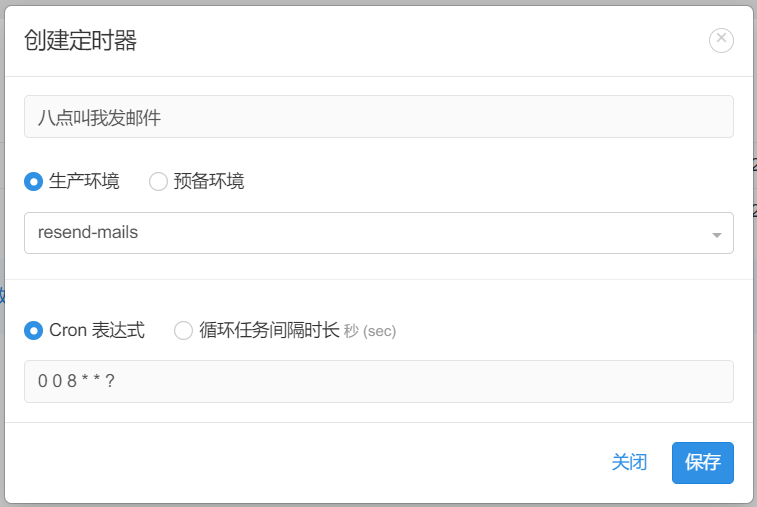 创建定时器
八点叫我发邮件
生产环境 预备环境
resend-mails
Cron 表达式 循环任务间隔时长 秒 (sec)
0 0 8 * * ?
关闭 保存